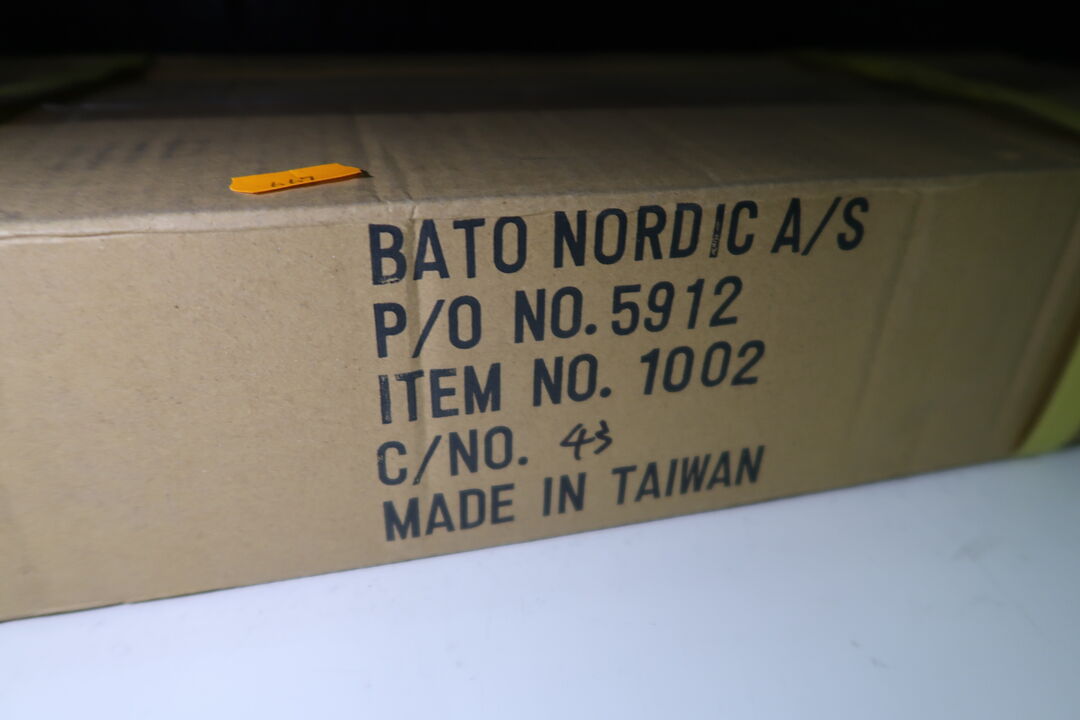 BATO NORDIC A/S
P/O NO. 5912
ITEM NO. 1002
C/NO. 43
MADE IN TAIWAN